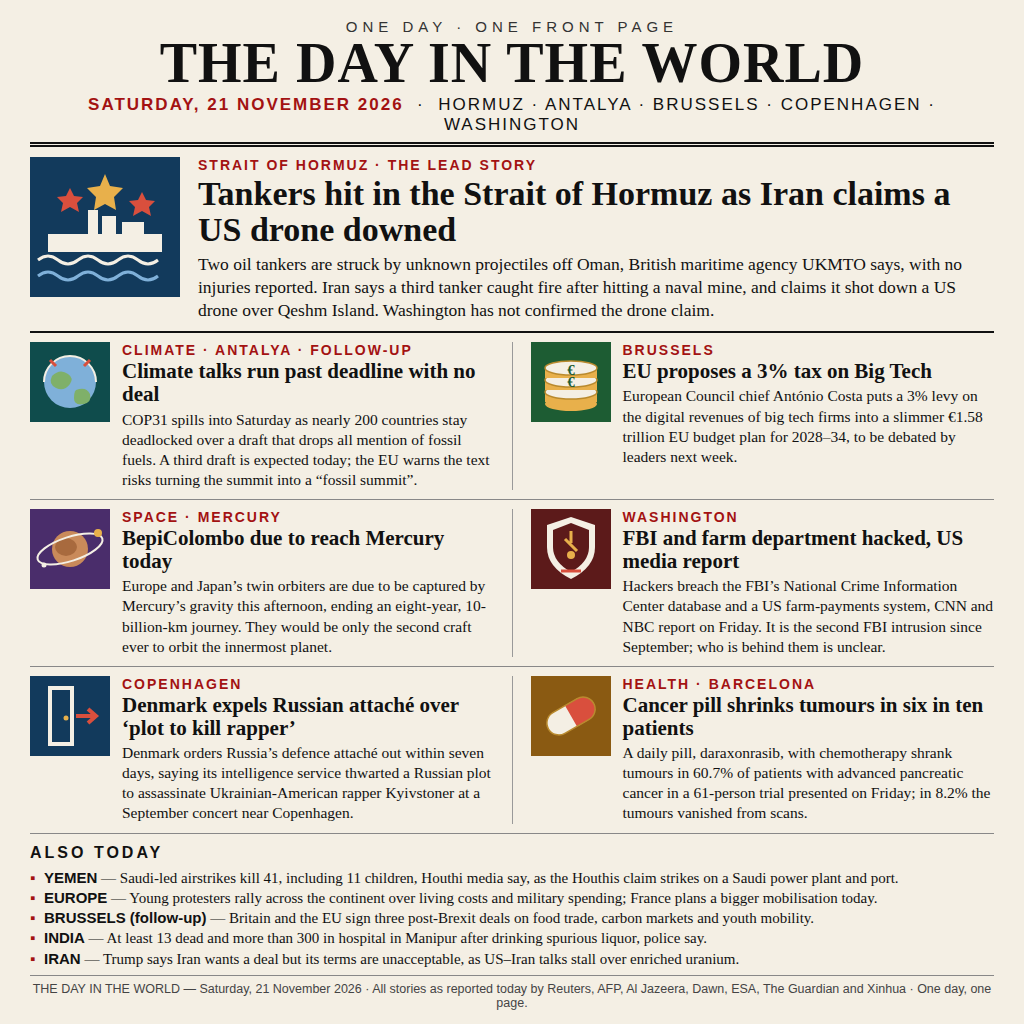 ONE DAY · ONE FRONT PAGE
THE DAY IN THE WORLD
SATURDAY, 21 NOVEMBER 2026 · HORMUZ · ANTALYA · BRUSSELS · COPENHAGEN ·
WASHINGTON
STRAIT OF HORMUZ · THE LEAD STORY
Tankers hit in the Strait of Hormuz as Iran claims a
US drone downed
Two oil tankers are struck by unknown projectiles off Oman, British maritime agency UKMTO says, with no
injuries reported. Iran says a third tanker caught fire after hitting a naval mine, and claims it shot down a US
drone over Qeshm Island. Washington has not confirmed the drone claim.
CLIMATE · ANTALYA · FOLLOW-UP
Climate talks run past deadline with no
deal
COP31 spills into Saturday as nearly 200 countries stay
deadlocked over a draft that drops all mention of fossil
fuels. A third draft is expected today; the EU warns the text
risks turning the summit into a “fossil summit”.
€
€
BRUSSELS
EU proposes a 3% tax on Big Tech
European Council chief António Costa puts a 3% levy on
the digital revenues of big tech firms into a slimmer €1.58
trillion EU budget plan for 2028–34, to be debated by
leaders next week.
SPACE · MERCURY
BepiColombo due to reach Mercury
today
Europe and Japan’s twin orbiters are due to be captured by
Mercury’s gravity this afternoon, ending an eight-year, 10-
billion-km journey. They would be only the second craft
ever to orbit the innermost planet.
WASHINGTON
FBI and farm department hacked, US
media report
Hackers breach the FBI’s National Crime Information
Center database and a US farm-payments system, CNN and
NBC report on Friday. It is the second FBI intrusion since
September; who is behind them is unclear.
COPENHAGEN
Denmark expels Russian attaché over
‘plot to kill rapper’
Denmark orders Russia’s defence attaché out within seven
days, saying its intelligence service thwarted a Russian plot
to assassinate Ukrainian-American rapper Kyivstoner at a
September concert near Copenhagen.
HEALTH · BARCELONA
Cancer pill shrinks tumours in six in ten
patients
A daily pill, daraxonrasib, with chemotherapy shrank
tumours in 60.7% of patients with advanced pancreatic
cancer in a 61-person trial presented on Friday; in 8.2% the
tumours vanished from scans.
ALSO TODAY
▪ YEMEN — Saudi-led airstrikes kill 41, including 11 children, Houthi media say, as the Houthis claim strikes on a Saudi power plant and port.
▪ EUROPE — Young protesters rally across the continent over living costs and military spending; France plans a bigger mobilisation today.
▪ BRUSSELS (follow-up) — Britain and the EU sign three post-Brexit deals on food trade, carbon markets and youth mobility.
▪ INDIA — At least 13 dead and more than 300 in hospital in Manipur after drinking spurious liquor, police say.
▪ IRAN — Trump says Iran wants a deal but its terms are unacceptable, as US–Iran talks stall over enriched uranium.
THE DAY IN THE WORLD — Saturday, 21 November 2026 · All stories as reported today by Reuters, AFP, Al Jazeera, Dawn, ESA, The Guardian and Xinhua · One day, one
page.